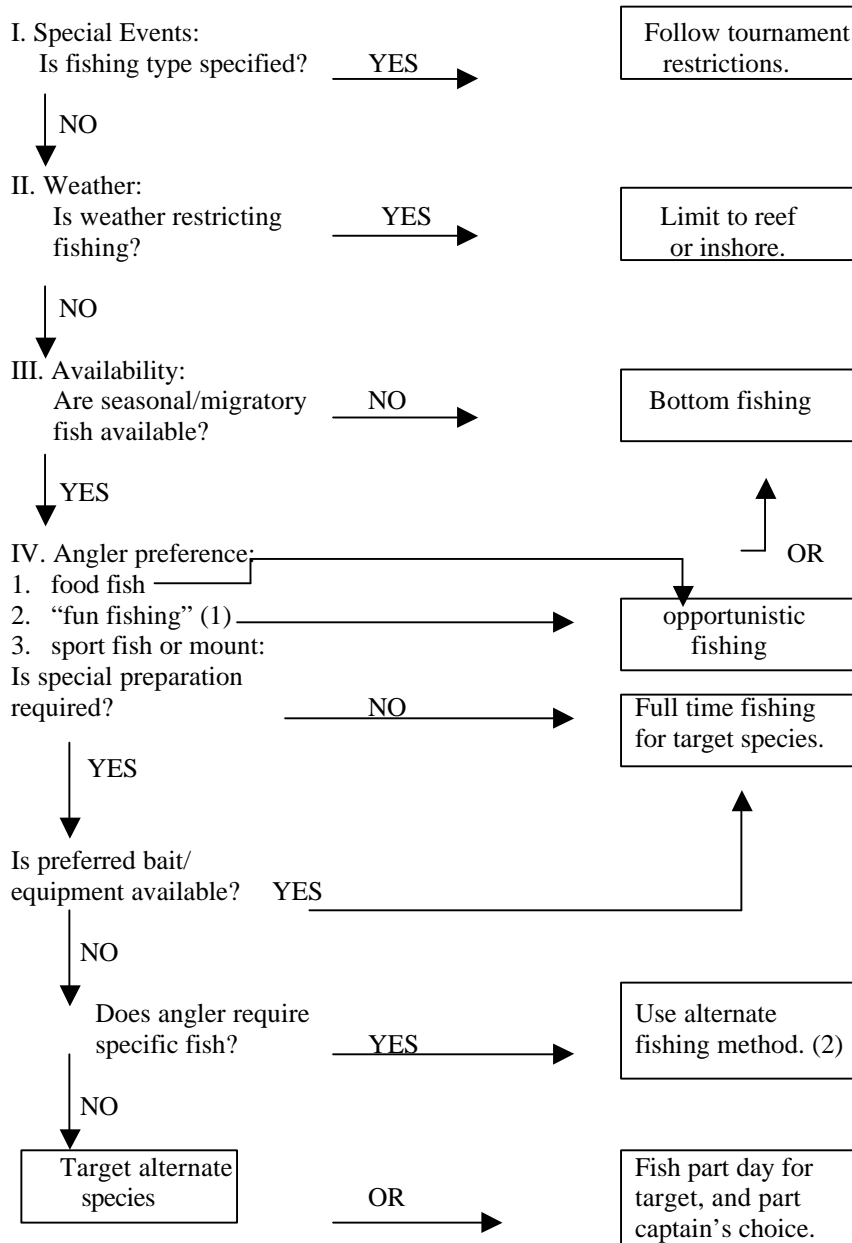 I. Special Events:
Is fishing type specified?
YES
Follow tournament
restrictions.
NO
II. Weather:
Is weather restricting
fishing?
YES
Limit to reef
or inshore.
NO
III. Availability:
Are seasonal/migratory
fish available?
NO
Bottom fishing
YES
IV. Angler preference:
OR
1. food fish
2. “fun fishing” (1)
3. sport fish or mount:
opportunistic
fishing
Is special preparation
required?
NO
Full time fishing
for target species.
YES
Is preferred bait/
equipment available? YES
NO
Does angler require
specific fish?
YES
Use alternate
fishing method. (2)
NO
Target alternate
species
OR
Fish part day for
target, and part
captain’s choice.